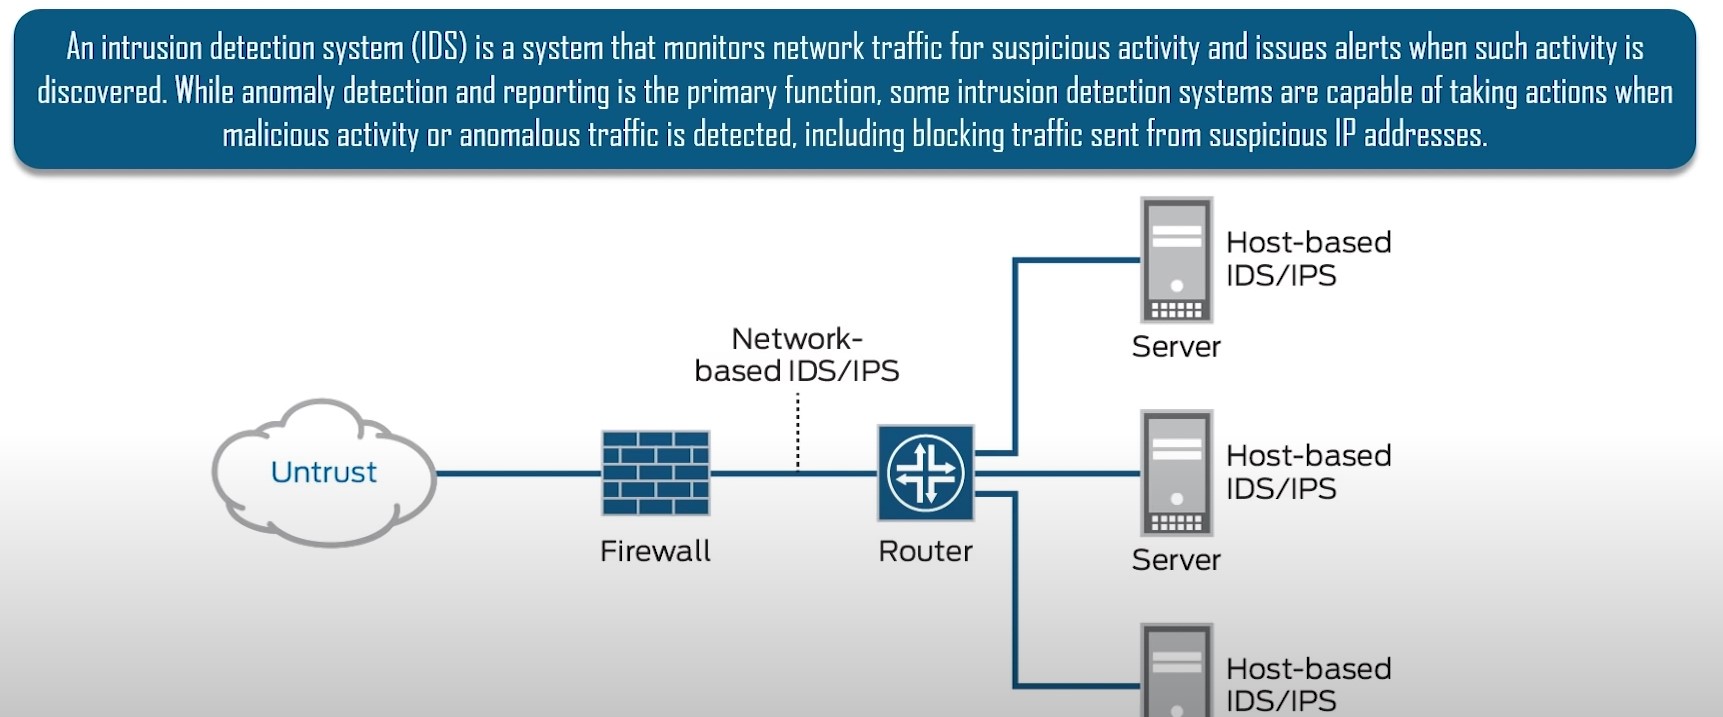 An intrusion detection system (IDS) is a system that monitors network traffic for suspicious activity and issues alerts when such activity is
discovered. While anomaly detection and reporting is the primary function, some intrusion detection systems are capable of taking actions when
malicious activity or anomalous traffic is detected, including blocking traffic sent from suspicious IP addresses.
Host-based
IDS/IPS
Server
Network-
based IDS/IPS
Untrust
Firewall
Router
Host-based
IDS/IPS
Server
Host-based
IDS/IPS